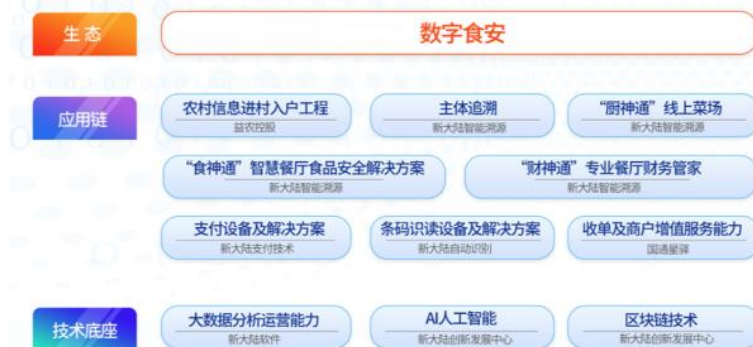 生态
数字食安
应用链
农村信息进村入户工程
益农控股
主体追溯
新大陆智能溯源
“厨神通”线上菜场
新大陆智能溯源
“食神通”智慧餐厅食品安全解决方案
新大陆智能溯源
“财神通”专业餐厅财务管家
新大陆智能溯源
支付设备及解决方案
新大陆支付技术
条码识读设备及解决方案
新大陆自动识别
收单及商户增值服务能力
国通星驿
技术底座
大数据分析运营能力
新大陆软件
AI人工智能
新大陆创新发展中心
区块链技术
新大陆创新发展中心